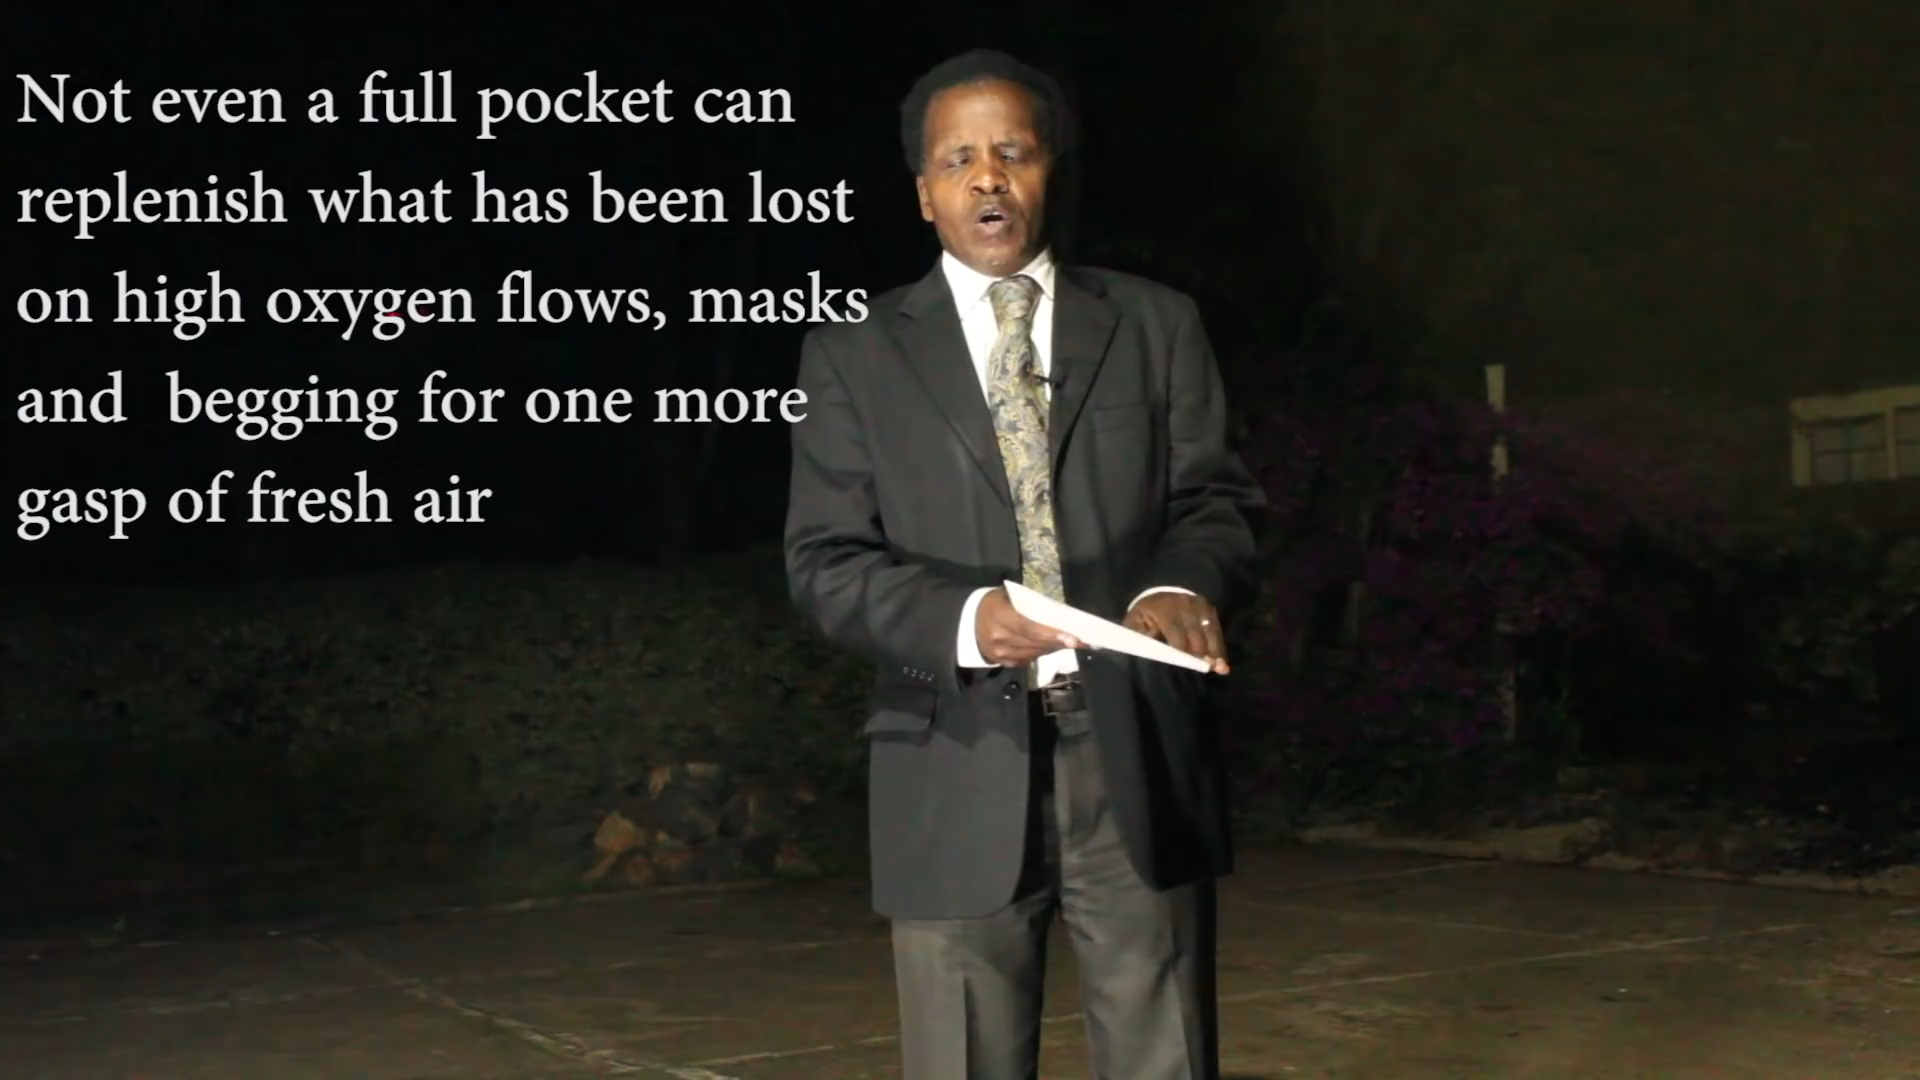 Not even a full pocket can
replenish what has been lost
on high oxygen flows, masks
and  begging for one more
gasp of fresh air